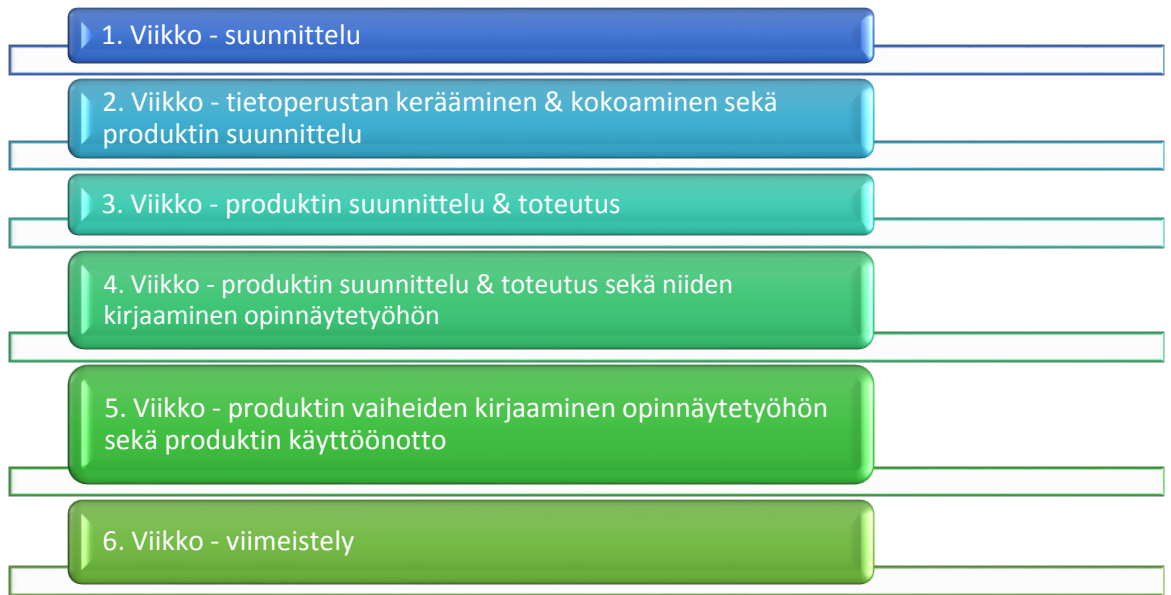 1. Viikko - suunnittelu
2. Viikko - tietoperustan kerääminen & kokoaminen sekä
produktin suunnittelu
3. Viikko - produktin suunnittelu & toteutus
4. Viikko - produktin suunnittelu & toteutus sekä niiden
kirjaaminen opinnäytetyöhön
5. Viikko - produktin vaiheiden kirjaaminen opinnäytetyöhön
sekä produktin käyttöönotto
6. Viikko - viimeistely